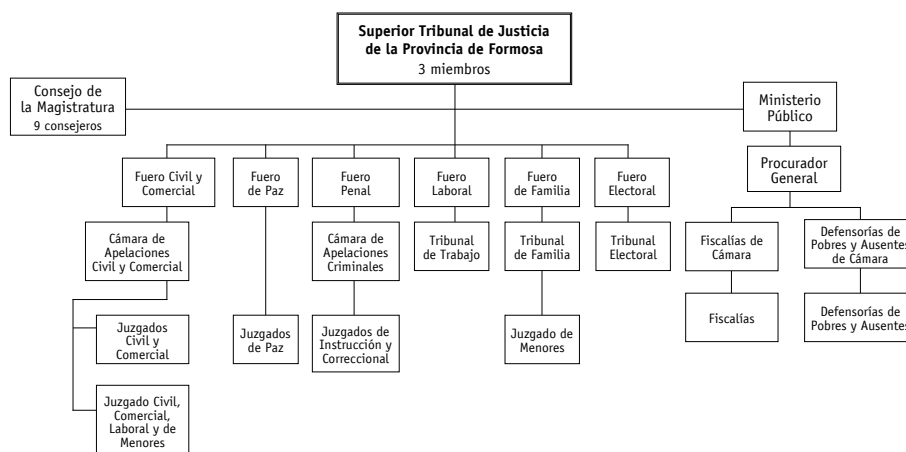 Superior Tribunal de Justicia
de la Provincia de Formosa
3 miembros
Consejo de
la Magistratura
9 consejeros
Ministerio
Público
Procurador
General
Fuero Civil y
Comercial
Fuero
de Paz
Fuero
Penal
Fuero
Laboral
Fuero
de Familia
Fuero
Electoral
Cámara de
Apelaciones
Civil y Comercial
Cámara de
Apelaciones
Criminales
Tribunal
de Trabajo
Tribunal
de Familia
Tribunal
Electoral
Fiscalías de
Cámara
Defensorías de
Pobres y Ausentes
de Cámara
Juzgados
Civil y
Comercial
Juzgados
de Paz
Juzgados de
Instrucción y
Correccional
Juzgado de
Menores
Fiscalías
Defensorías de
Pobres y Ausentes
Juzgado Civil,
Comercial,
Laboral y de
Menores